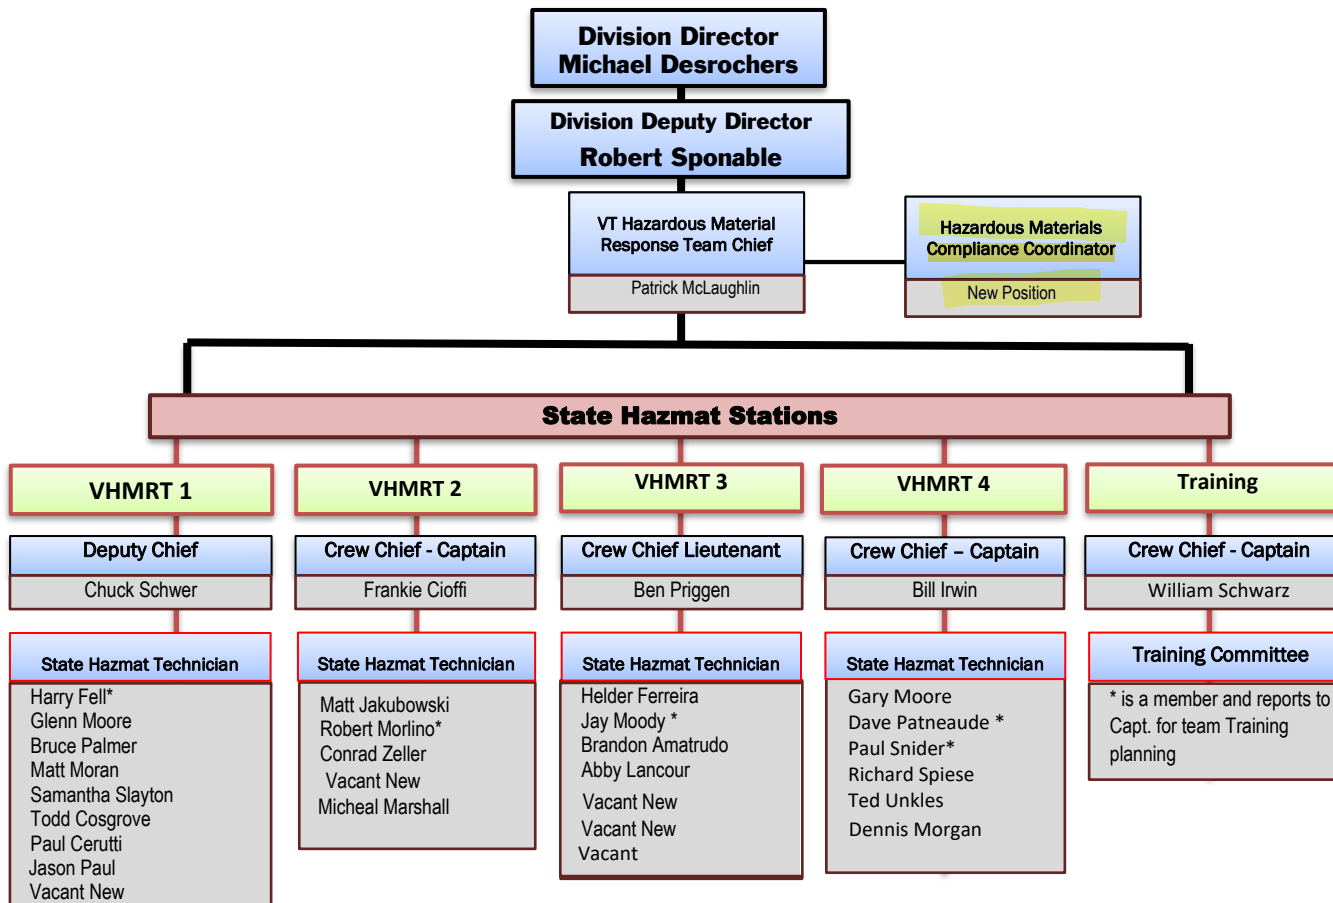 Division Director
Michael Desrochers
Division Deputy Director
Robert Sponable
VT Hazardous Material
Response Team Chief
Patrick McLaughlin
Hazardous Materials
Compliance Coordinator
New Position
State Hazmat Stations
VHMRT 1
Deputy Chief
Chuck Schwer
State Hazmat Technician
Harry Fell*
Glenn Moore
Bruce Palmer
Matt Moran
Samantha Slayton
Todd Cosgrove
Paul Cerutti
Jason Paul
Vacant New
VHMRT 2
Crew Chief - Captain
Frankie Cioffi
State Hazmat Technician
Matt Jakubowski
Robert Morlino*
Conrad Zeller
Vacant New
Micheal Marshall
VHMRT 3
Crew Chief Lieutenant
Ben Priggen
State Hazmat Technician
Helder Ferreira
Jay Moody *
Brandon Amatrudo
Abby Lancour
Vacant New
Vacant New
Vacant
VHMRT 4
Crew Chief – Captain
Bill Irwin
State Hazmat Technician
Gary Moore
Dave Patneaude *
Paul Snider*
Richard Spiese
Ted Unkles
Dennis Morgan
Training
Crew Chief - Captain
William Schwarz
Training Committee
* is a member and reports to
Capt. for team Training
planning